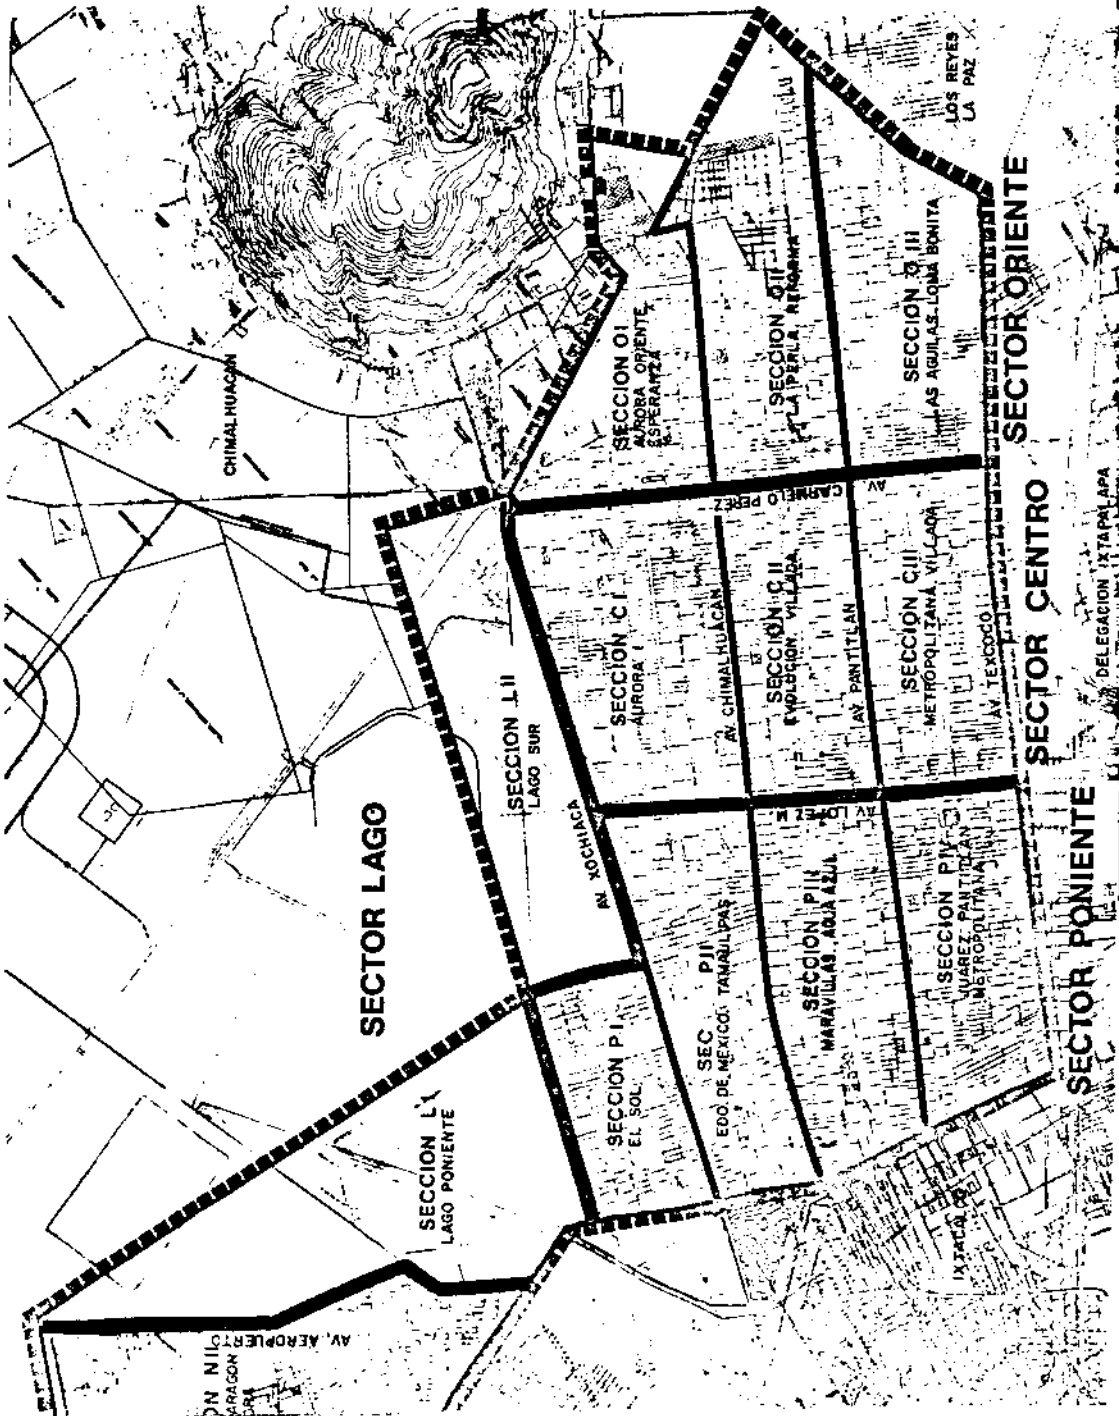 CHIMALHUACAN
SECTOR LAGO
SECCION L I
LAGO PONIENTE
SECCION L II
LAGO SUR
AV. AEROPUERTO
AV. XOCHIACA
SECCION P I
EL SOL
SEC PII
EDO. DE MEXICO. TAMAULIPAS
SECCION PIII
MARAVILLAS. AGUA AZUL
SECCION PIV
JUAREZ PANTITLAN
METROPOLITANA
AV. LOPEZ M.
SECCION C I
AURORA I
AV. CHIMALHUACAN
SECCION C II
EVOLUCION VILLADA
AV. PANTITLAN
SECCION CIII
METROPOLITANA VILLADA
AV. TEXCOCO
AV CARMELO PEREZ
SECCION OI
AURORA ORIENTE
ESPERANZA
SECCION OII
LA PERLA. REFORMA
SECCION O III
LAS AGUILAS. LOMA BONITA
LOS REYES
LA PAZ
SECTOR PONIENTE
SECTOR CENTRO
SECTOR ORIENTE
DELEGACION IXTAPALAPA
IXTACALCO
ARAGON